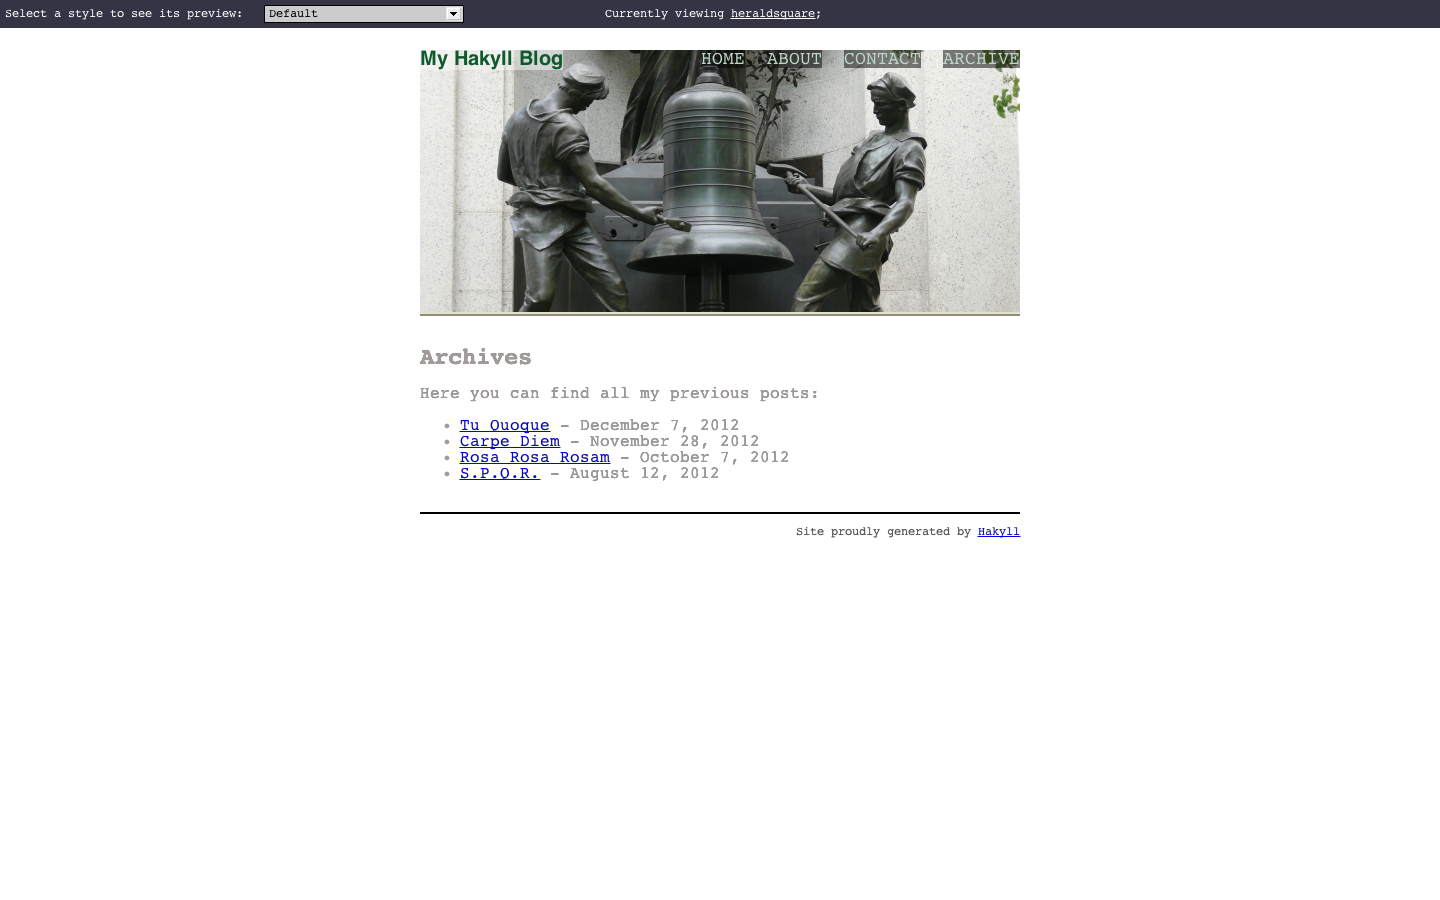 Select a style to see its preview: Default Currently viewing heraldsquare;
My Hakyll Blog HOME ABOUT CONTACT ARCHIVE
Archives
Here you can find all my previous posts:
Tu Quoque - December 7, 2012
Carpe Diem - November 28, 2012
Rosa Rosa Rosam - October 7, 2012
S.P.Q.R. - August 12, 2012
Site proudly generated by Hakyll